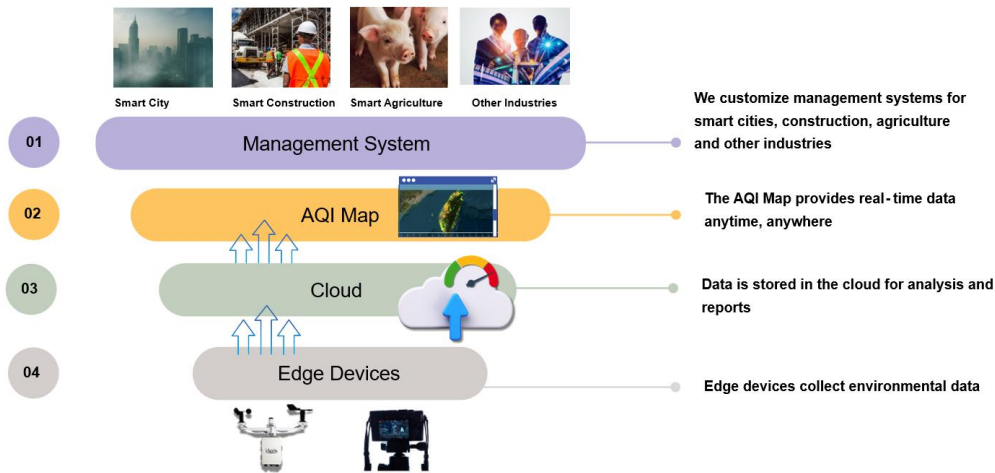 Smart City
Smart Construction
Smart Agriculture
Other Industries
01
Management System
We customize management systems for
smart cities, construction, agriculture
and other industries
02
AQI Map
The AQI Map provides real-time data
anytime, anywhere
03
Cloud
Data is stored in the cloud for analysis and
reports
04
Edge Devices
Edge devices collect environmental data